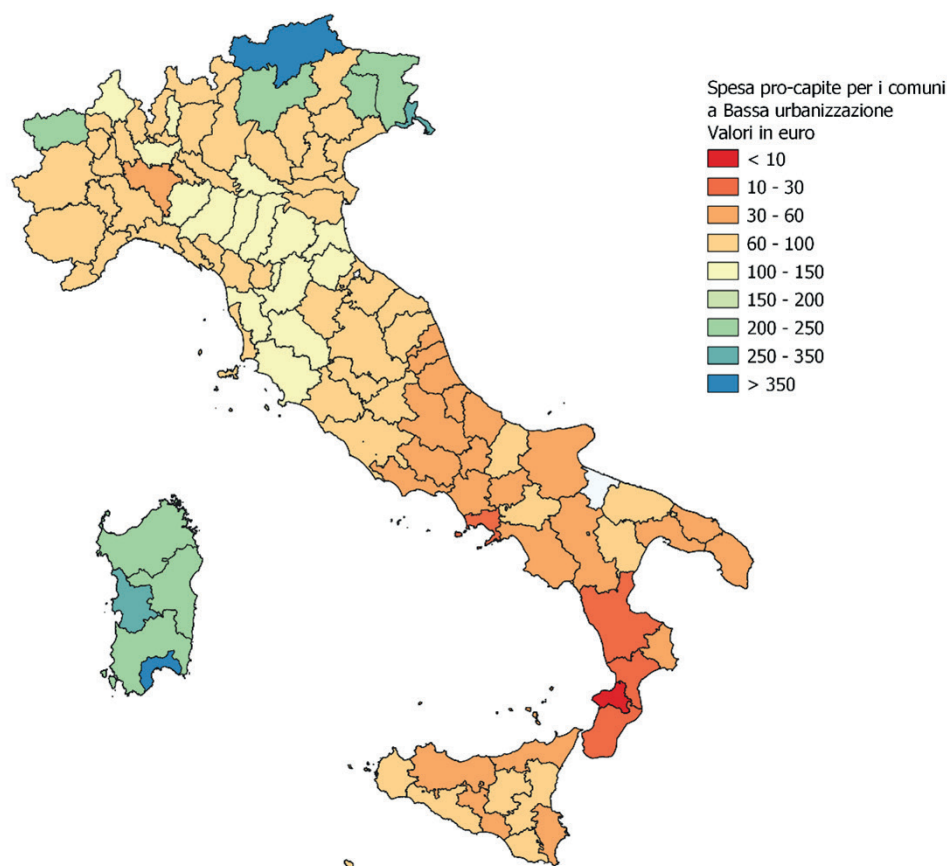 Spesa pro-capite per i comuni
a Bassa urbanizzazione
Valori in euro
< 10
10 - 30
30 - 60
60 - 100
100 - 150
150 - 200
200 - 250
250 - 350
> 350